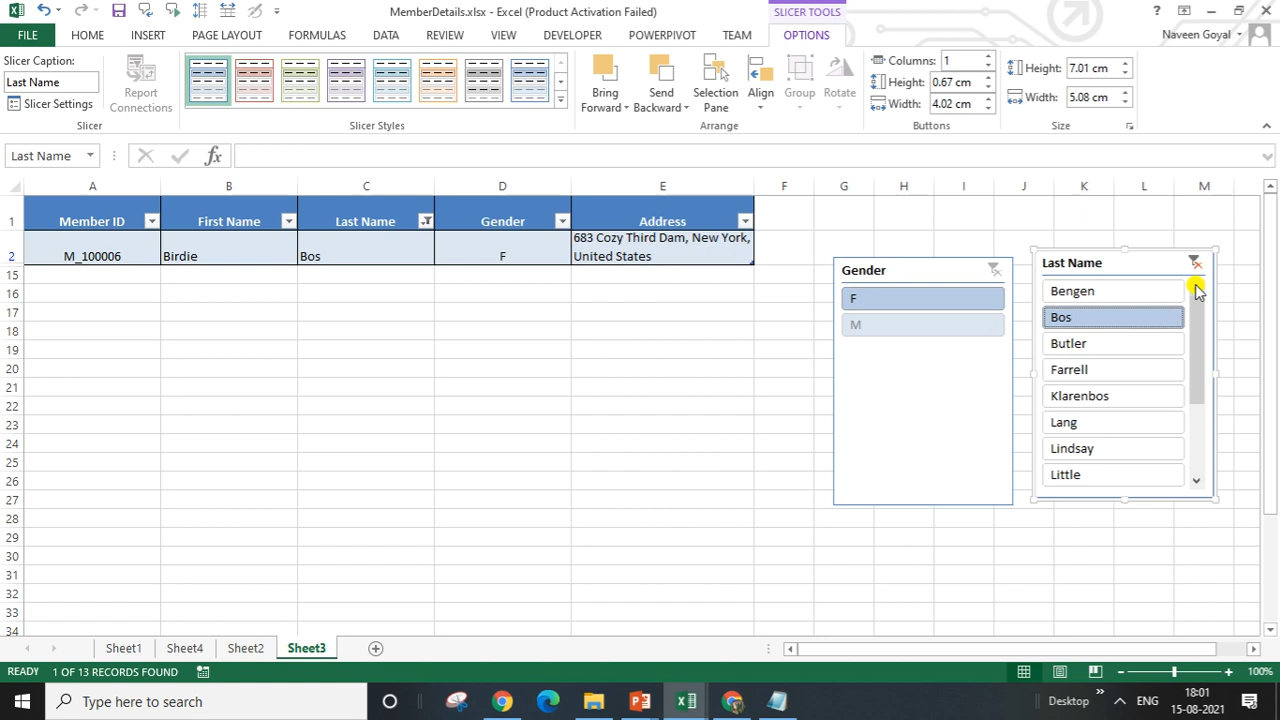 MemberDetails.xlsx - Excel (Product Activation Failed)
SLICER TOOLS
?
FILE HOME INSERT PAGE LAYOUT FORMULAS DATA REVIEW VIEW DEVELOPER POWERPIVOT TEAM OPTIONS Naveen Goyal
Slicer Caption:
Last Name
Slicer Settings
Report Connections
Slicer
Slicer Styles
Bring Forward
Send Backward
Selection Pane
Align
Group
Rotate
Arrange
Columns: 1
Height: 0.67 cm
Width: 4.02 cm
Buttons
Height: 7.01 cm
Width: 5.08 cm
Size
Last Name fx
A B C D E F G H I J K L M
1 Member ID First Name Last Name Gender Address
2 M_100006 Birdie Bos F 683 Cozy Third Dam, New York, United States
15
16
17
18
19
20
21
22
23
24
25
26
27
28
29
30
31
32
33
34
Gender
F
M
Last Name
Bengen
Bos
Butler
Farrell
Klarenbos
Lang
Lindsay
Little
Sheet1 Sheet4 Sheet2 Sheet3
READY 1 OF 13 RECORDS FOUND 100%
Type here to search
Desktop ENG 18:01
15-08-2021